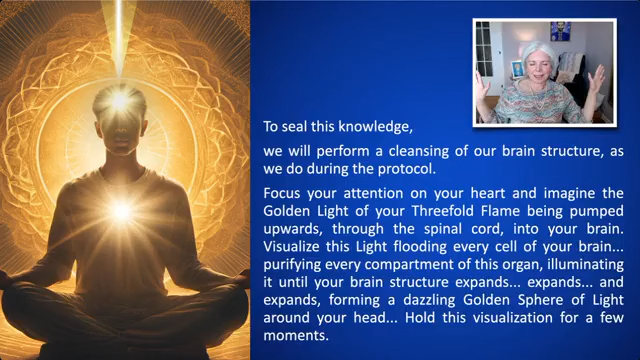 To seal this knowledge,
we will perform a cleansing of our brain structure, as
we do during the protocol.
Focus your attention on your heart and imagine the
Golden Light of your Threefold Flame being pumped
upwards, through the spinal cord, into your brain.
Visualize this Light flooding every cell of your brain...
purifying every compartment of this organ, illuminating
it until your brain structure expands... expands... and
expands, forming a dazzling Golden Sphere of Light
around your head... Hold this visualization for a few
moments.